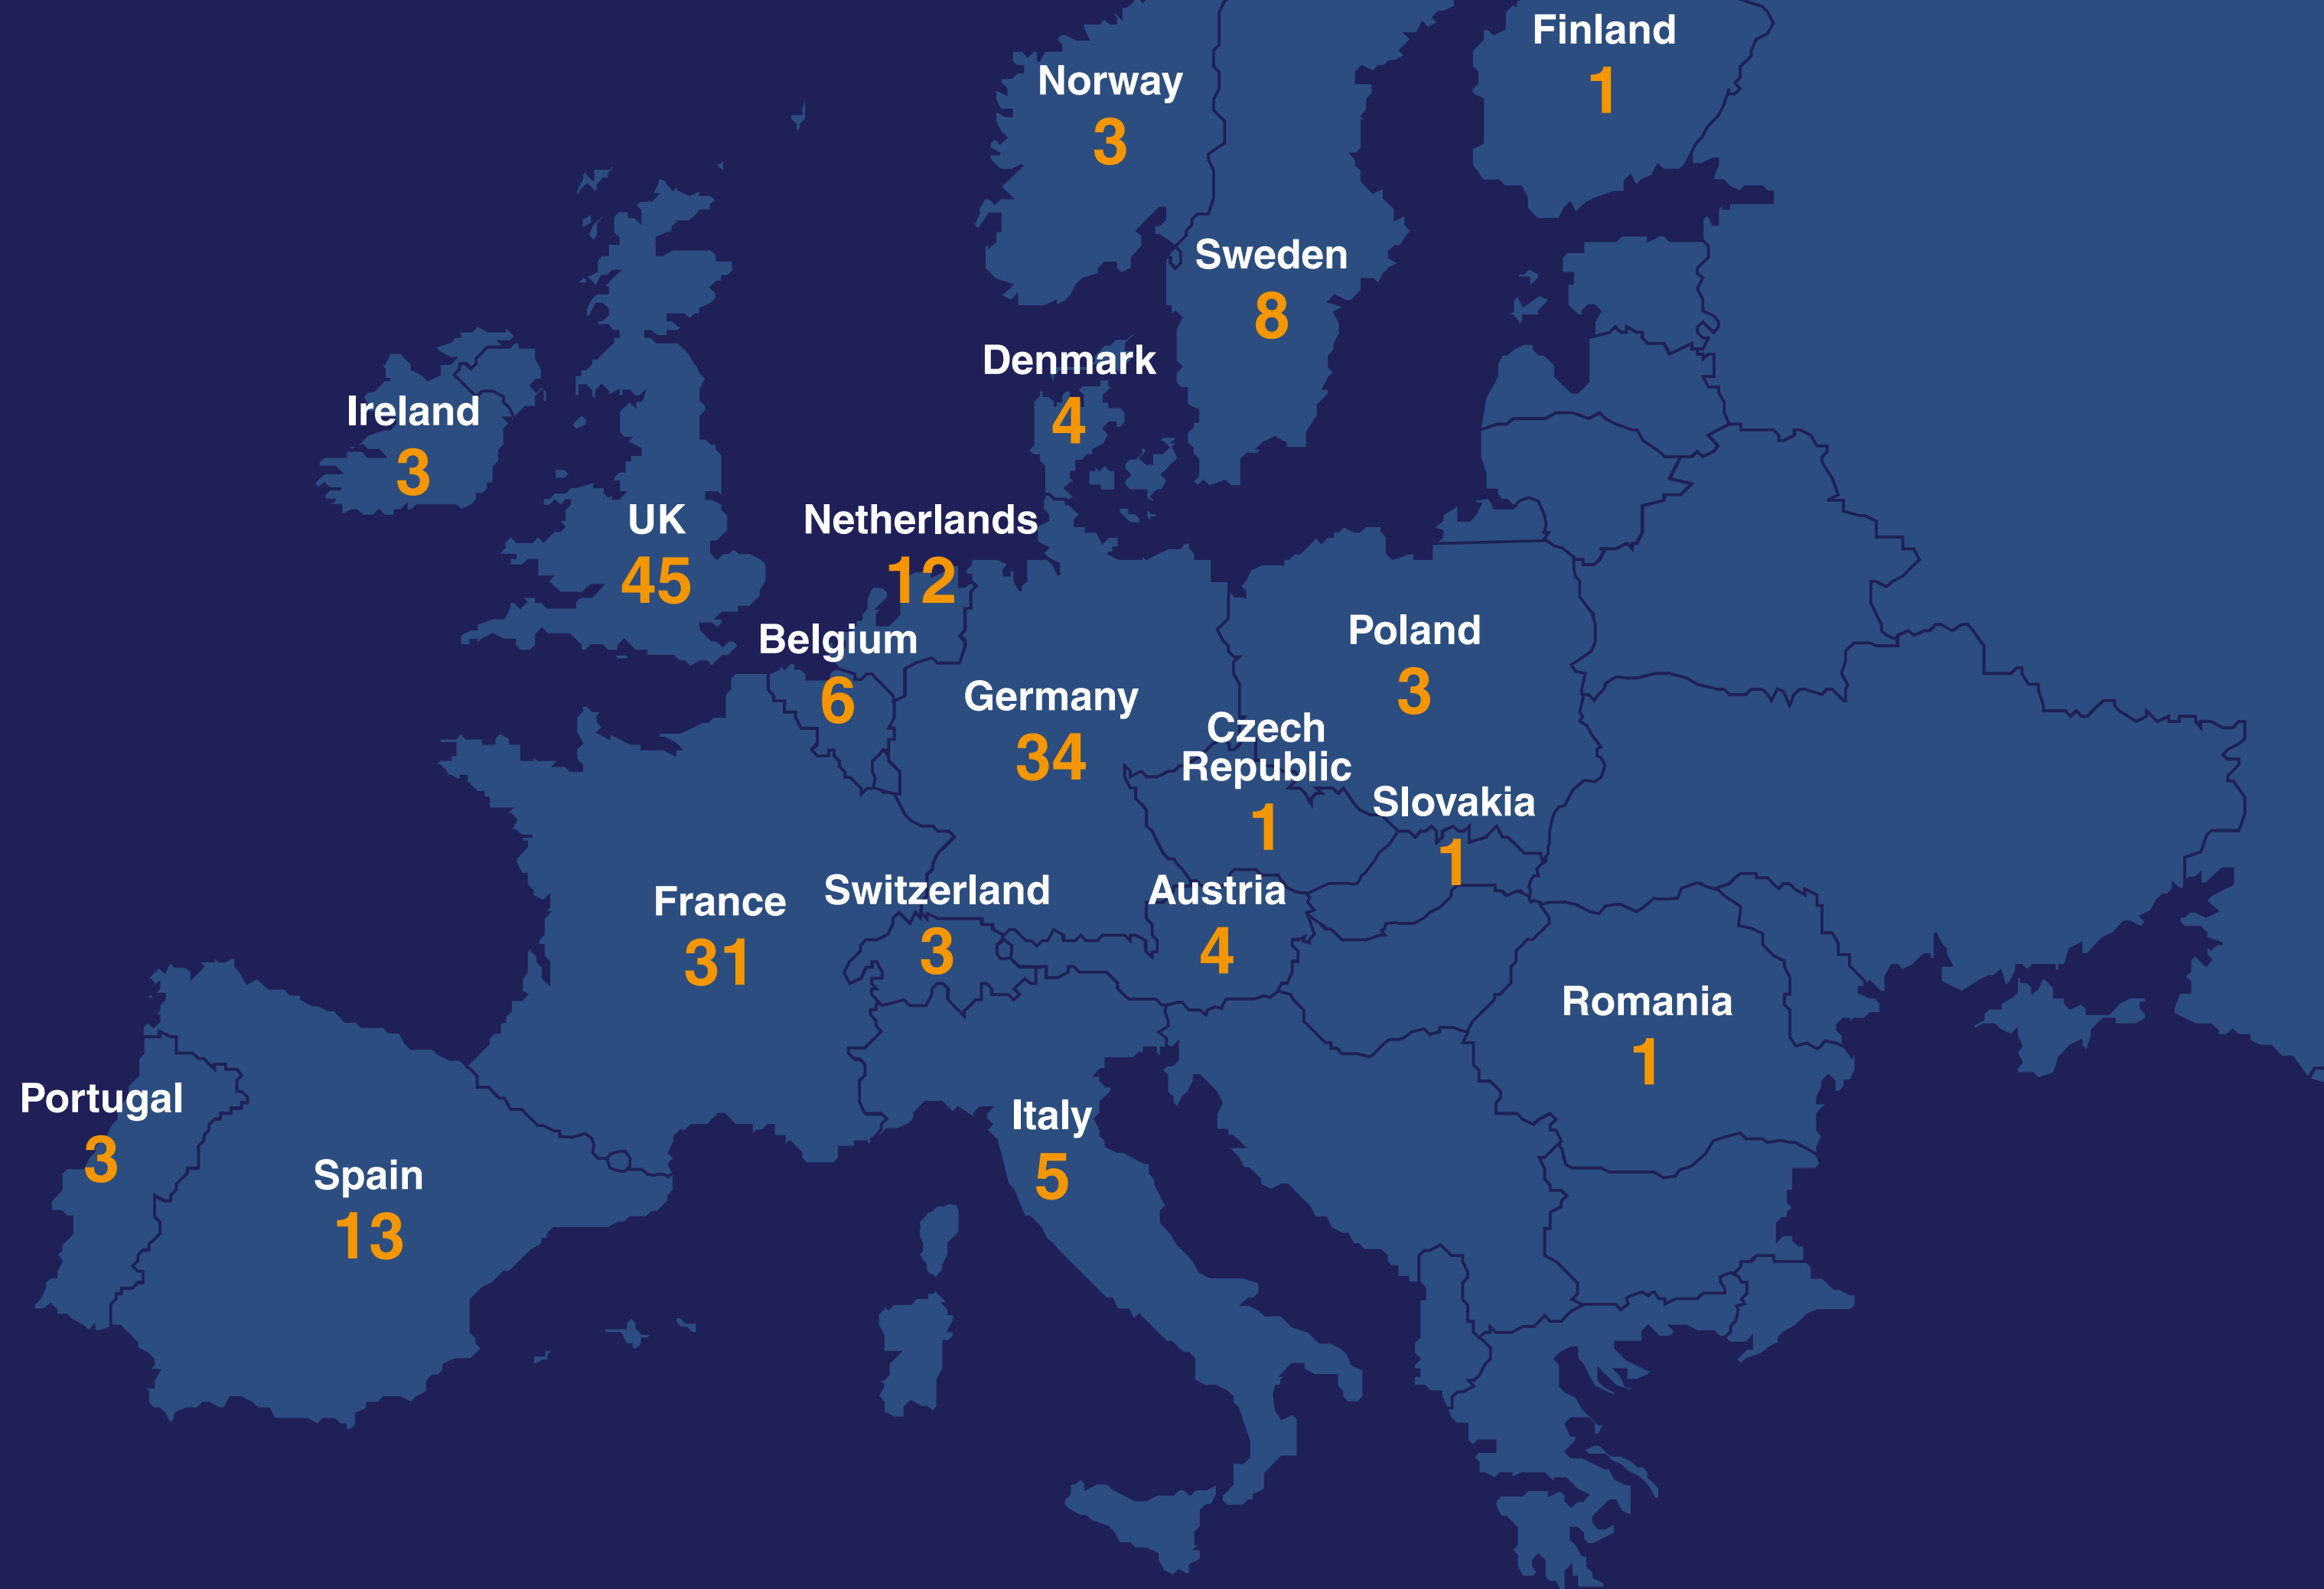 Finland
1
Norway
3
Sweden
8
Denmark
4
Ireland
3
UK
45
Netherlands
12
Belgium
6
Germany
34
Poland
3
Czech
Republic
1
Slovakia
1
France
31
Switzerland
3
Austria
4
Romania
1
Portugal
3
Spain
13
Italy
5